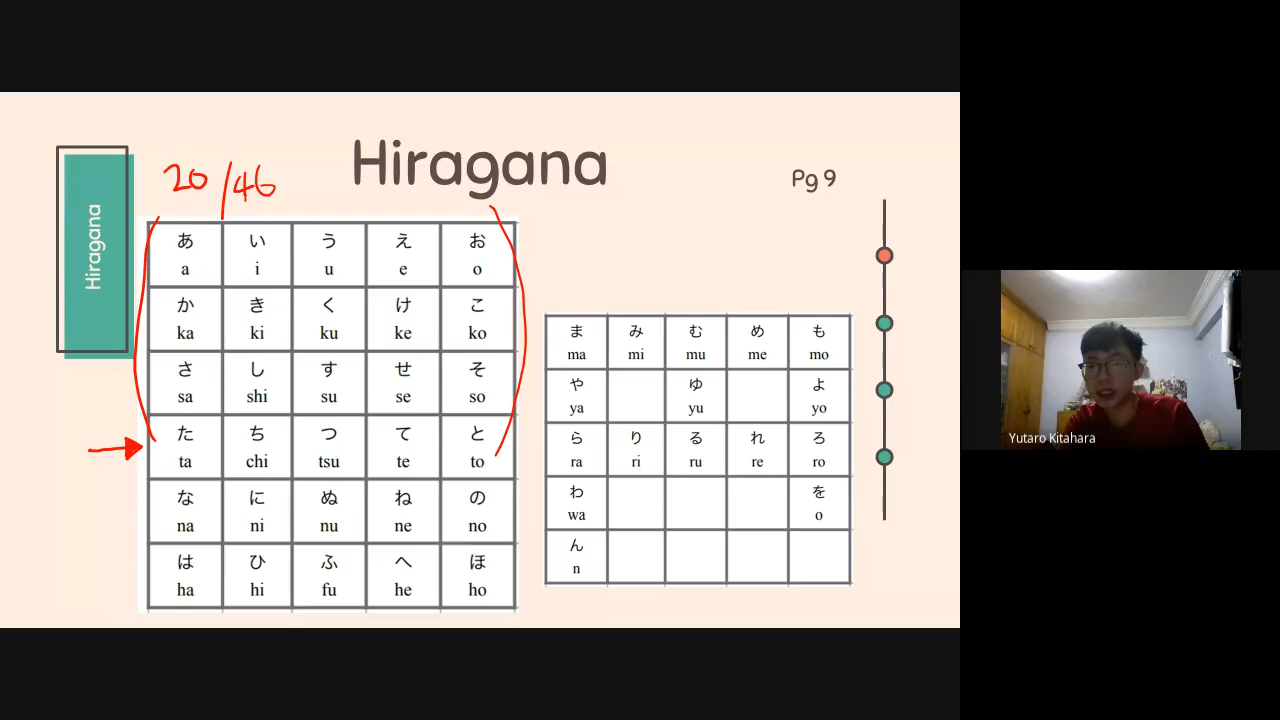 Hiragana
Pg 9
20/46
Hiragana
あ い う え お
a i u e o
か き く け こ
ka ki ku ke ko
さ し す せ そ
sa shi su se so
た ち つ て と
ta chi tsu te to
な に ぬ ね の
na ni nu ne no
は ひ ふ へ ほ
ha hi fu he ho
ま み む め も
ma mi mu me mo
や ゆ よ
ya yu yo
ら り る れ ろ
ra ri ru re ro
わ を
wa o
ん
n
Yutaro Kitahara